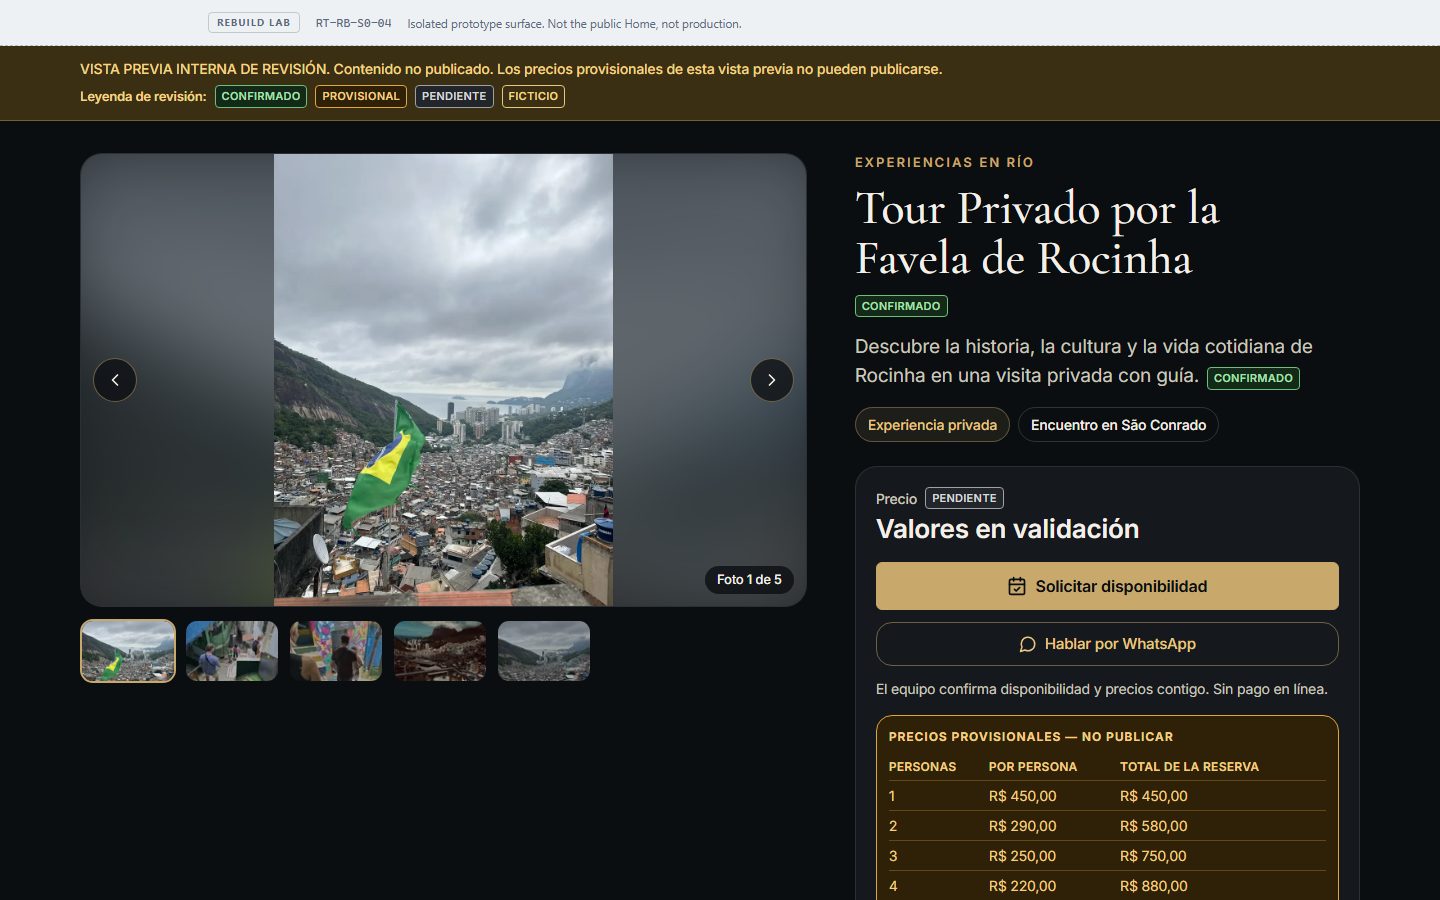 REBUILD LAB RT-RB-S0-04 Isolated prototype surface. Not the public Home, not production.
VISTA PREVIA INTERNA DE REVISIÓN. Contenido no publicado. Los precios provisionales de esta vista previa no pueden publicarse.
Leyenda de revisión: CONFIRMADO PROVISIONAL PENDIENTE FICTICIO
Foto 1 de 5
EXPERIENCIAS EN RÍO
Tour Privado por la
Favela de Rocinha
CONFIRMADO
Descubre la historia, la cultura y la vida cotidiana de
Rocinha en una visita privada con guía. CONFIRMADO
Experiencia privada Encuentro en São Conrado
Precio PENDIENTE
Valores en validación
Solicitar disponibilidad
Hablar por WhatsApp
El equipo confirma disponibilidad y precios contigo. Sin pago en línea.
PRECIOS PROVISIONALES — NO PUBLICAR
PERSONAS POR PERSONA TOTAL DE LA RESERVA
1 R$ 450,00 R$ 450,00
2 R$ 290,00 R$ 580,00
3 R$ 250,00 R$ 750,00
4 R$ 220,00 R$ 880,00